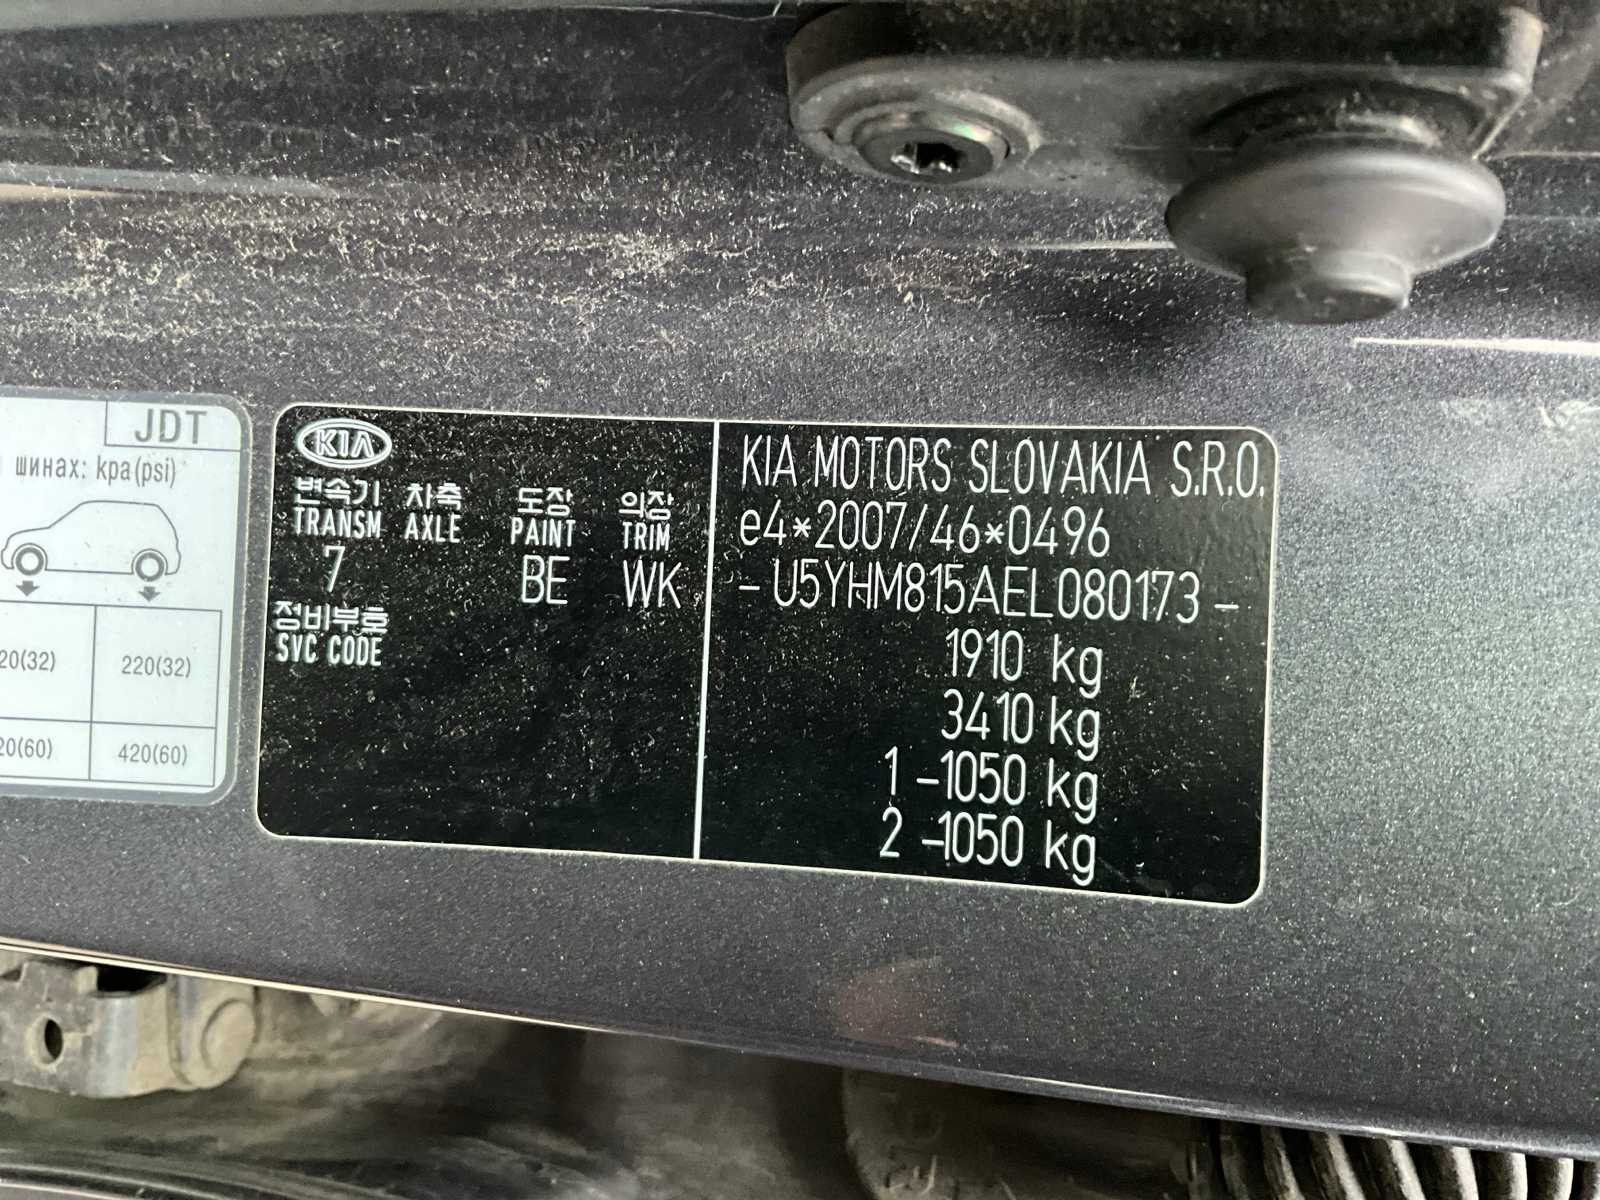 JDT
шинах: kpa(psi)
20(32) 220(32)
20(60) 420(60)
KIA
변속기 차축 도장 의장
TRANSM AXLE PAINT TRIM
7 BE WK
정비부호
SVC CODE
KIA MOTORS SLOVAKIA S.R.O.
e4*2007/46*0496
- U5YHM815AEL080173 -
1910 kg
3410 kg
1 -1050 kg
2 -1050 kg